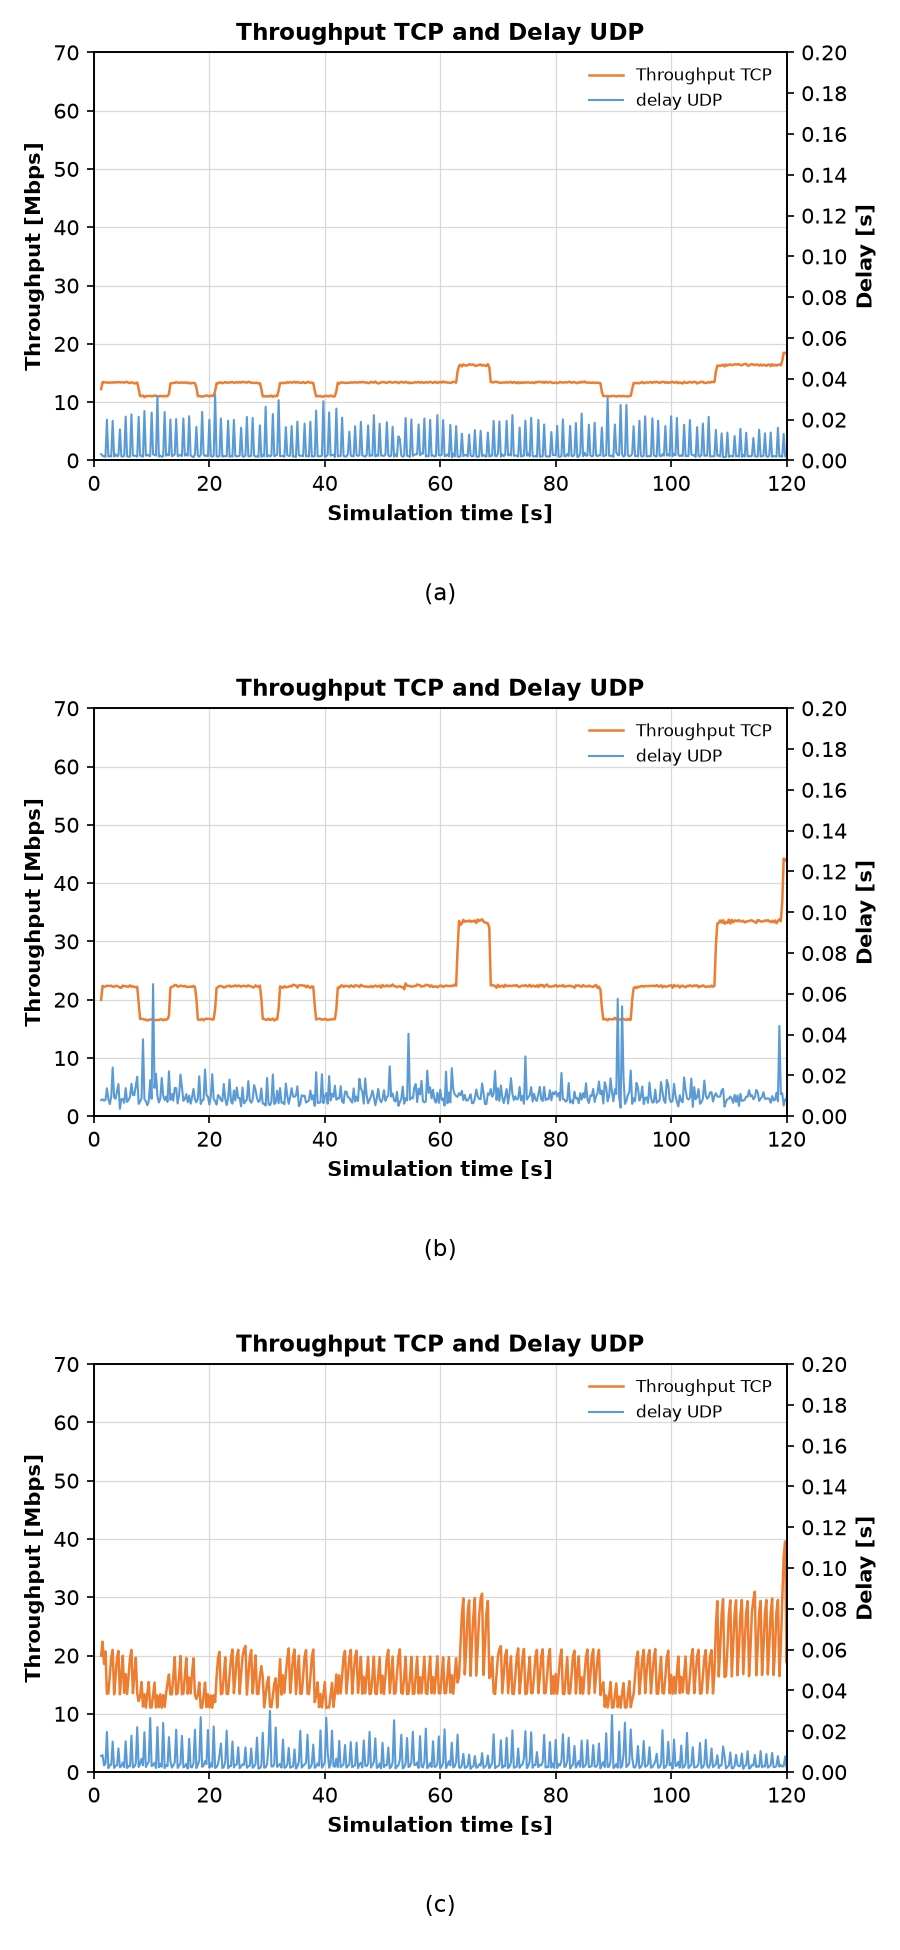 Throughput TCP and Delay UDP
Throughput TCP
delay UDP
Throughput [Mbps]
70
60
50
40
30
20
10
0
0.20
0.18
0.16
0.14
0.12
0.10
0.08
0.06
0.04
0.02
0.00
Delay [s]
0 20 40 60 80 100 120
Simulation time [s]
(a)
Throughput TCP and Delay UDP
Throughput TCP
delay UDP
Throughput [Mbps]
70
60
50
40
30
20
10
0
0.20
0.18
0.16
0.14
0.12
0.10
0.08
0.06
0.04
0.02
0.00
Delay [s]
0 20 40 60 80 100 120
Simulation time [s]
(b)
Throughput TCP and Delay UDP
Throughput TCP
delay UDP
Throughput [Mbps]
70
60
50
40
30
20
10
0
0.20
0.18
0.16
0.14
0.12
0.10
0.08
0.06
0.04
0.02
0.00
Delay [s]
0 20 40 60 80 100 120
Simulation time [s]
(c)